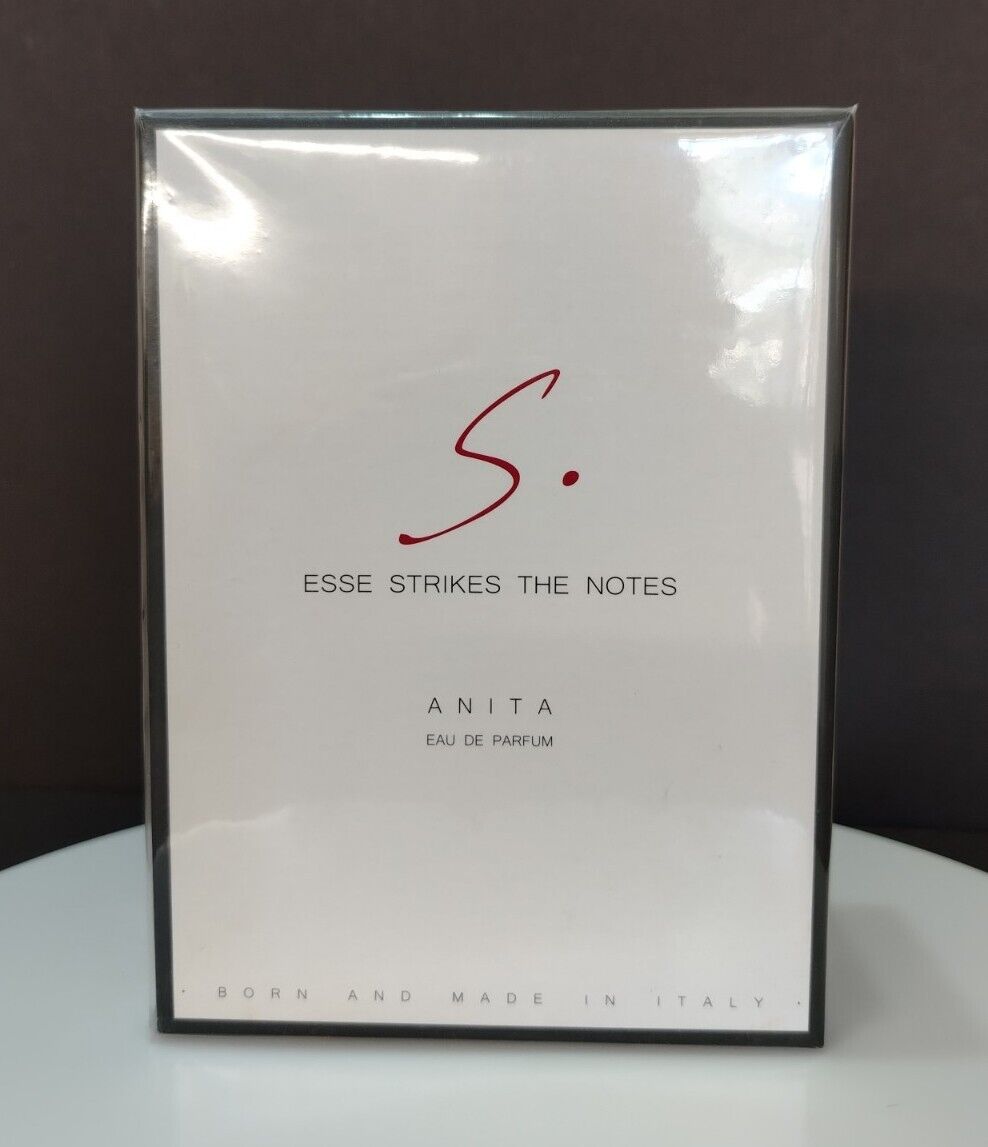 S.
ESSE STRIKES THE NOTES
ANITA
EAU DE PARFUM
· BORN AND MADE IN ITALY ·